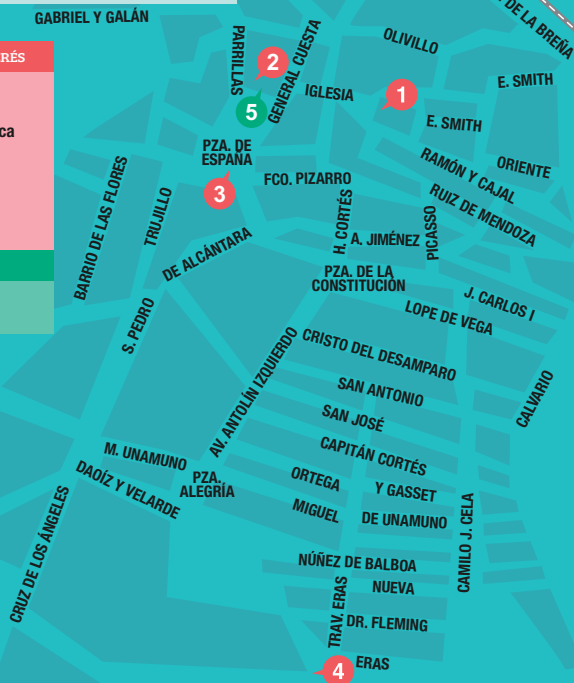 GABRIEL Y GALÁN
DE LA BREÑA
RÉS
PARRILLAS
GENERAL CUESTA
OLIVILLO
2
E. SMITH
ca
IGLESIA
1
5
E. SMITH
PZA. DE
ESPAÑA
RAMÓN Y CAJAL
ORIENTE
3
FCO. PIZARRO
RUIZ DE MENDOZA
BARRIO DE LAS FLORES
TRUJILLO
H. CORTÉS
A. JIMÉNEZ
PICASSO
DE ALCÁNTARA
S. PEDRO
PZA. DE LA
CONSTITUCIÓN
J. CARLOS I
LOPE DE VEGA
AV. ANTOLÍN IZQUIERDO
CRISTO DEL DESAMPARO
SAN ANTONIO
CALVARIO
SAN JOSÉ
CAPITÁN CORTÉS
M. UNAMUNO
DAOÍZ Y VELARDE
PZA.
ALEGRÍA
ORTEGA
Y GASSET
MIGUEL
DE UNAMUNO
CAMILO J. CELA
CRUZ DE LOS ÁNGELES
NÚÑEZ DE BALBOA
NUEVA
TRAV. ERAS
DR. FLEMING
4
ERAS